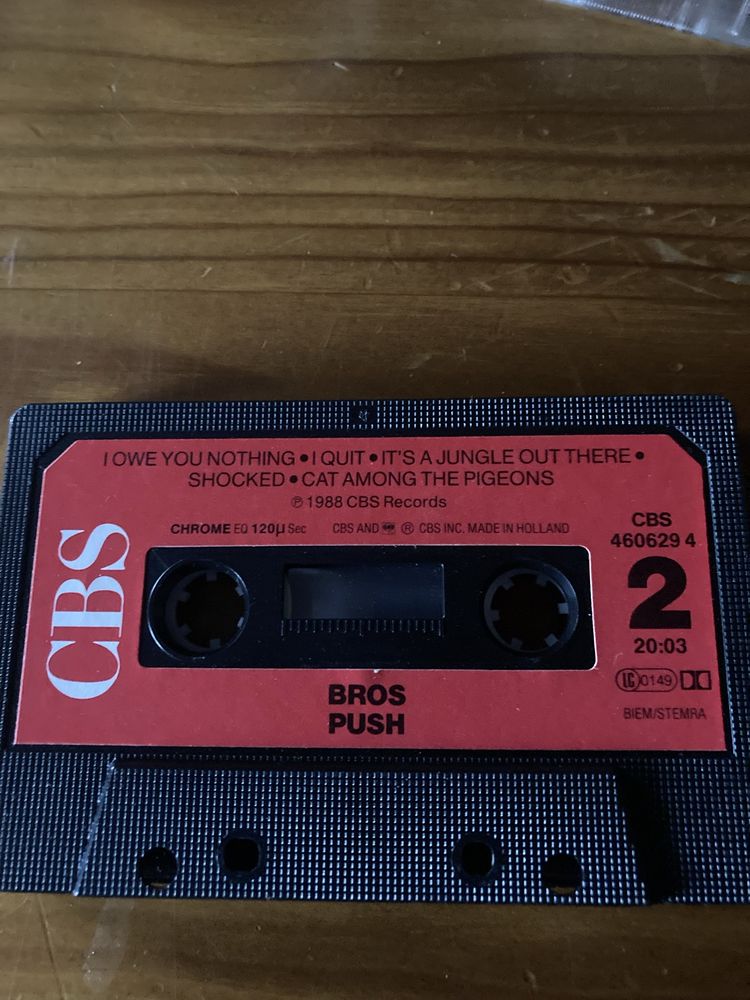 I OWE YOU NOTHING • I QUIT • IT'S A JUNGLE OUT THERE •
SHOCKED • CAT AMONG THE PIGEONS
℗ 1988 CBS Records
CHROME EQ 120µ Sec CBS AND ® CBS INC. MADE IN HOLLAND
CBS
460629 4
2
20:03
LC 0149
BIEM/STEMRA
CBS
BROS
PUSH